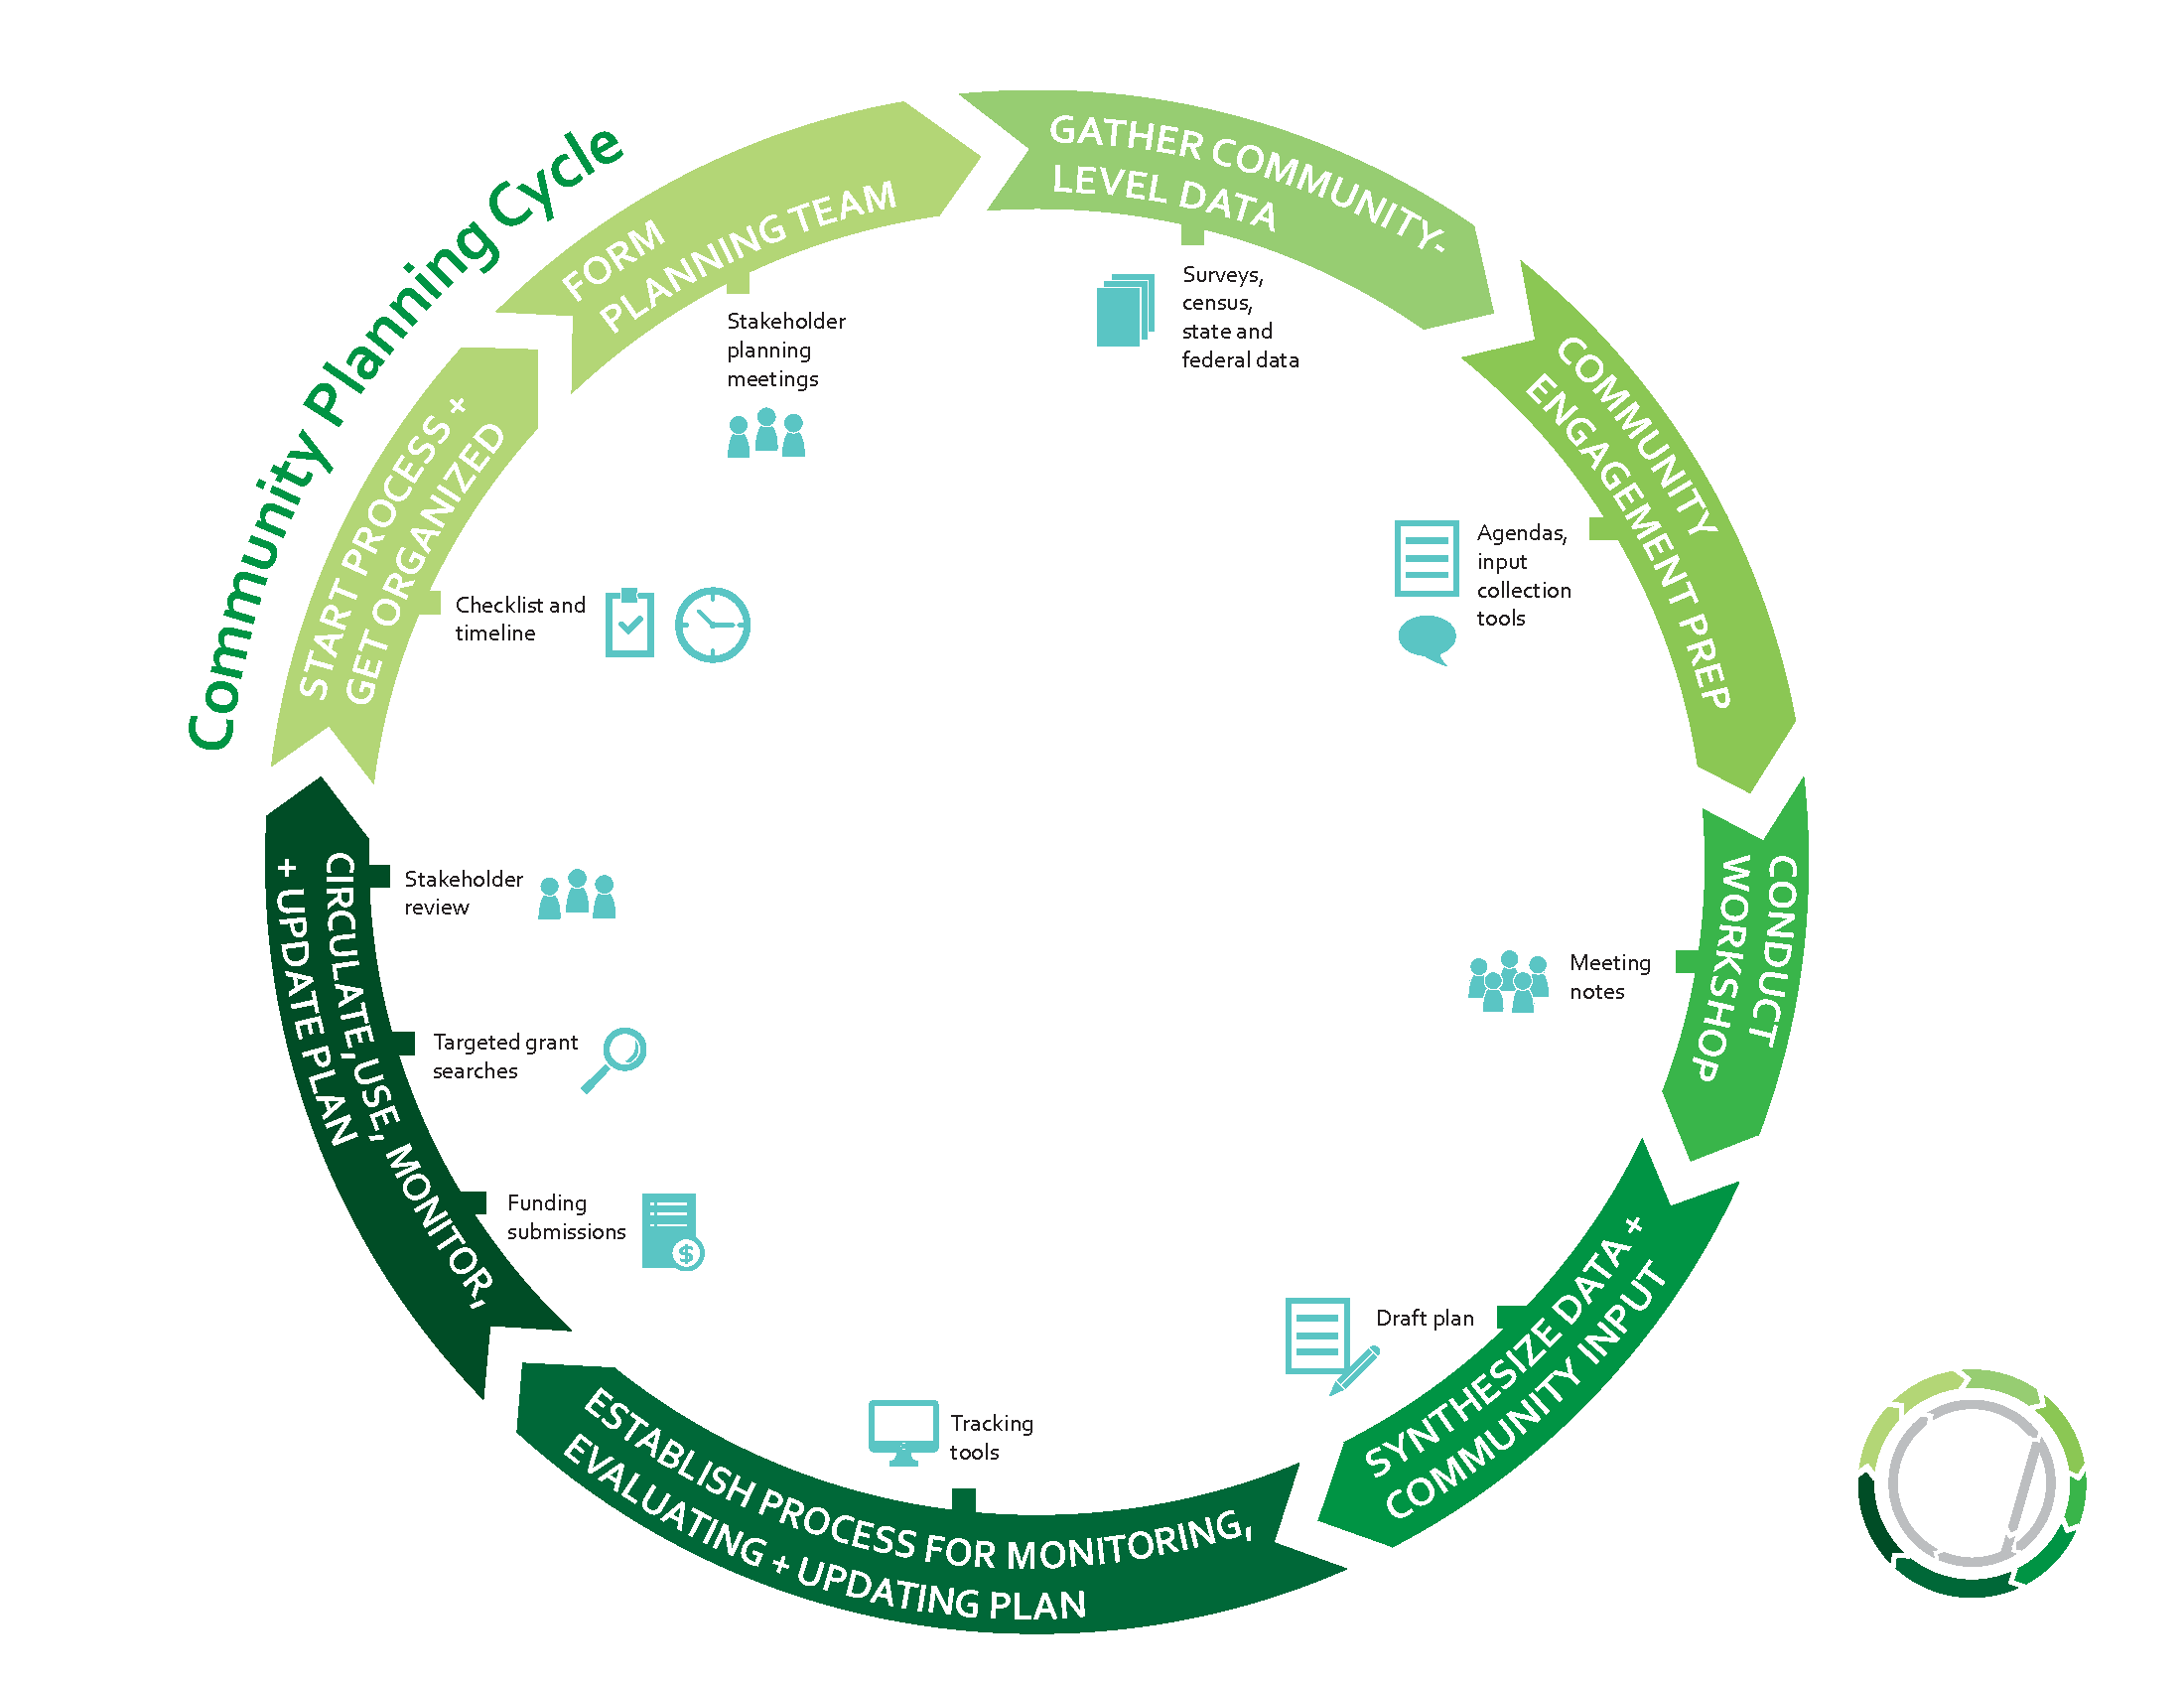 Community Planning Cycle
START PROCESS +
GET ORGANIZED
Checklist and
timeline
FORM
PLANNING TEAM
Stakeholder
planning
meetings
GATHER COMMUNITY-
LEVEL DATA
Surveys,
census,
state and
federal data
COMMUNITY
ENGAGEMENT PREP
Agendas,
input
collection
tools
CONDUCT
WORKSHOP
Meeting
notes
SYNTHESIZE DATA +
COMMUNITY INPUT
Draft plan
ESTABLISH PROCESS FOR MONITORING,
EVALUATING + UPDATING PLAN
Tracking
tools
CIRCULATE, USE, MONITOR,
+ UPDATE PLAN
Stakeholder
review
Targeted grant
searches
Funding
submissions
$